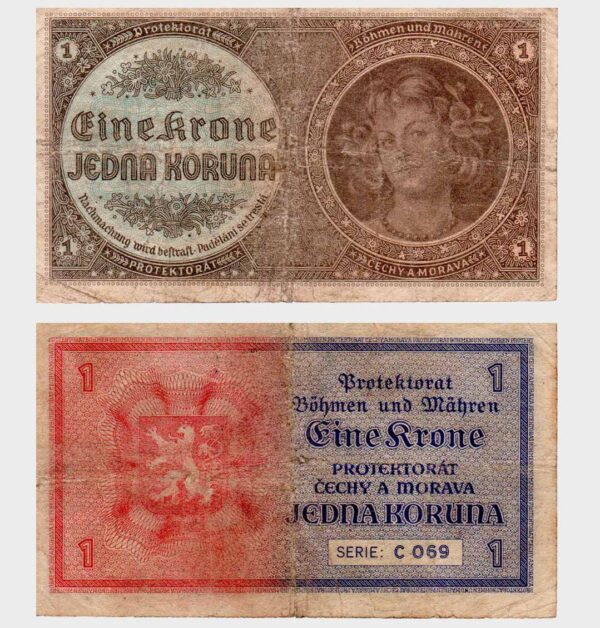 1
Protektorat
Böhmen und Mähren
1
Eine Krone
JEDNA KORUNA
Nachmachung wird bestraft - Padělání se trestá
1
PROTEKTORÁT
ČECHY A MORAVA
1
1
1
Protektorat
Böhmen und Mähren
Eine Krone
PROTEKTORÁT
ČECHY A MORAVA
JEDNA KORUNA
1
SERIE: C 069
1